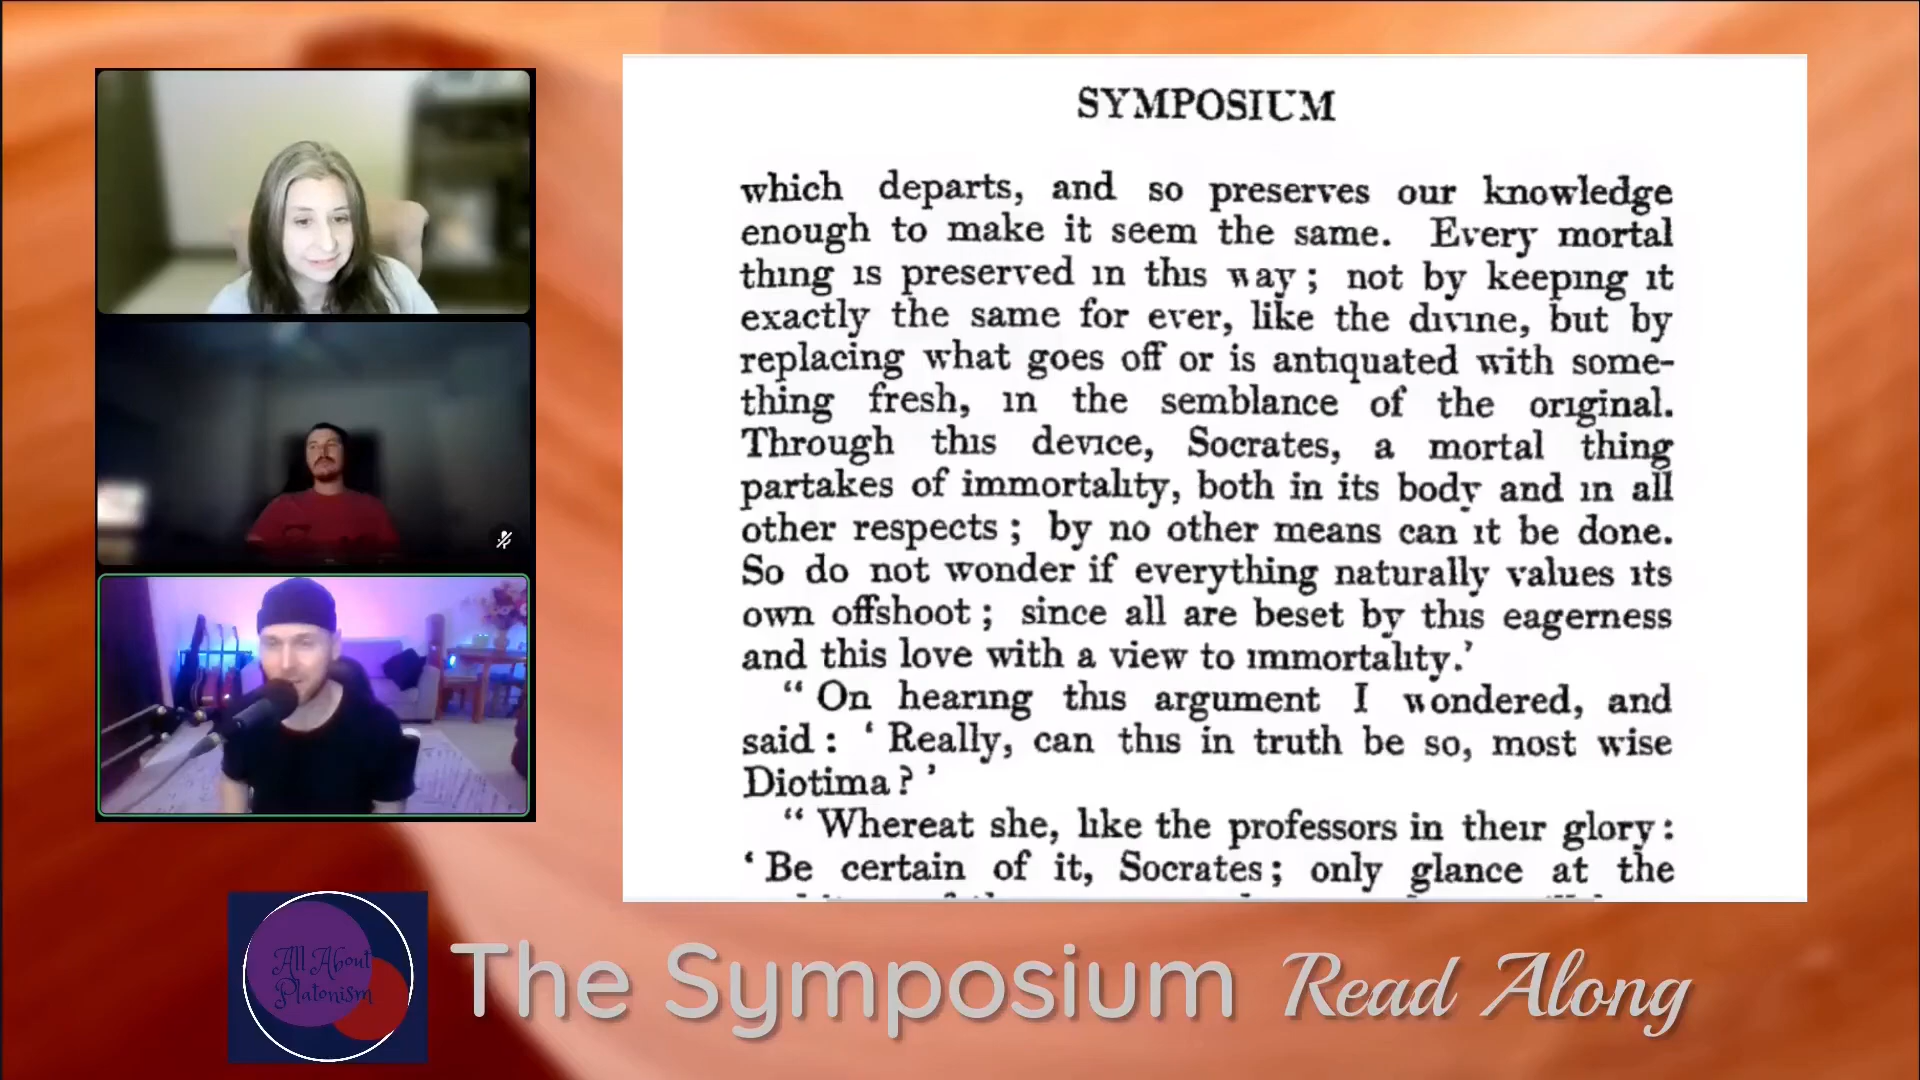 SYMPOSIUM
which departs, and so preserves our knowledge
enough to make it seem the same. Every mortal
thing is preserved in this way; not by keeping it
exactly the same for ever, like the divine, but by
replacing what goes off or is antiquated with some-
thing fresh, in the semblance of the original.
Through this device, Socrates, a mortal thing
partakes of immortality, both in its body and in all
other respects; by no other means can it be done.
So do not wonder if everything naturally values its
own offshoot; since all are beset by this eagerness
and this love with a view to immortality.’
“ On hearing this argument I wondered, and
said: ‘ Really, can this in truth be so, most wise
Diotima? ’
“ Whereat she, like the professors in their glory:
‘ Be certain of it, Socrates; only glance at the
All About
Platonism
The Symposium Read Along